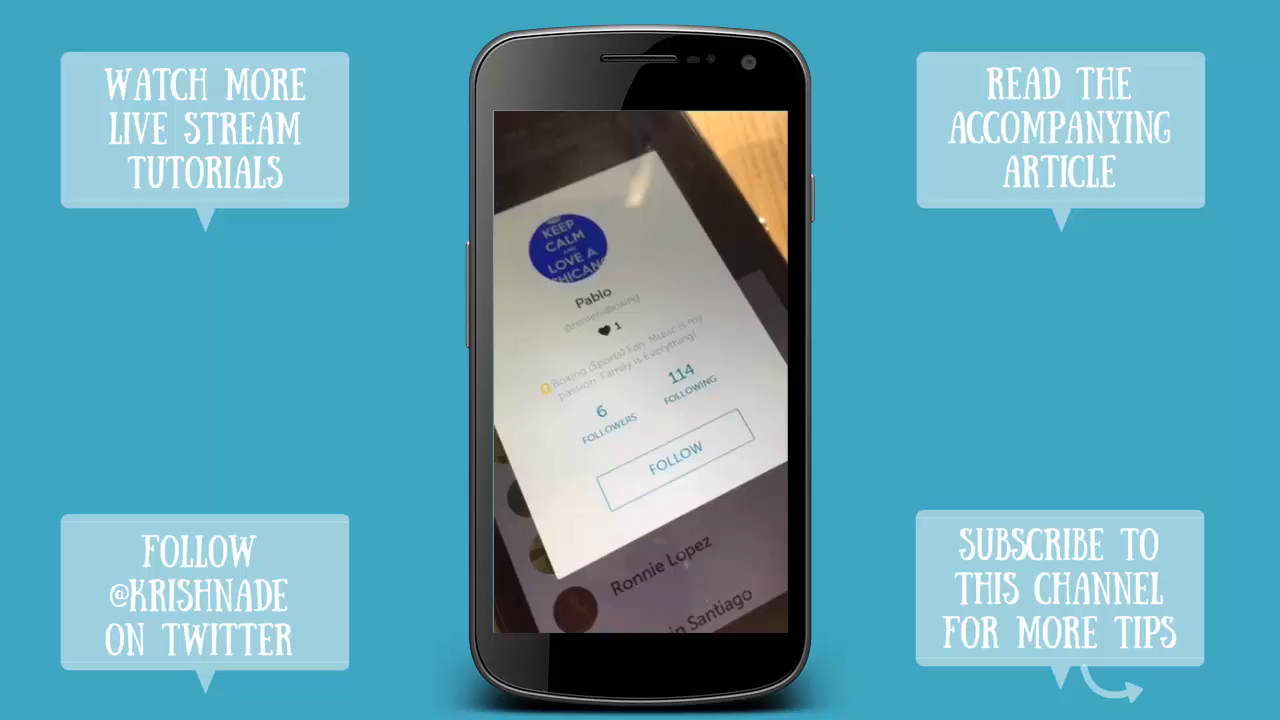 WATCH MORE
LIVE STREAM
TUTORIALS
READ THE
ACCOMPANYING
ARTICLE
KEEP
CALM
AND
LOVE A
Pablo
1
Boxing (Sports) Fan. Music is my
passion. Family is Everything!
6
FOLLOWERS
114
FOLLOWING
FOLLOW
Ronnie Lopez
Santiago
FOLLOW
@KRISHNADE
ON TWITTER
SUBSCRIBE TO
THIS CHANNEL
FOR MORE TIPS